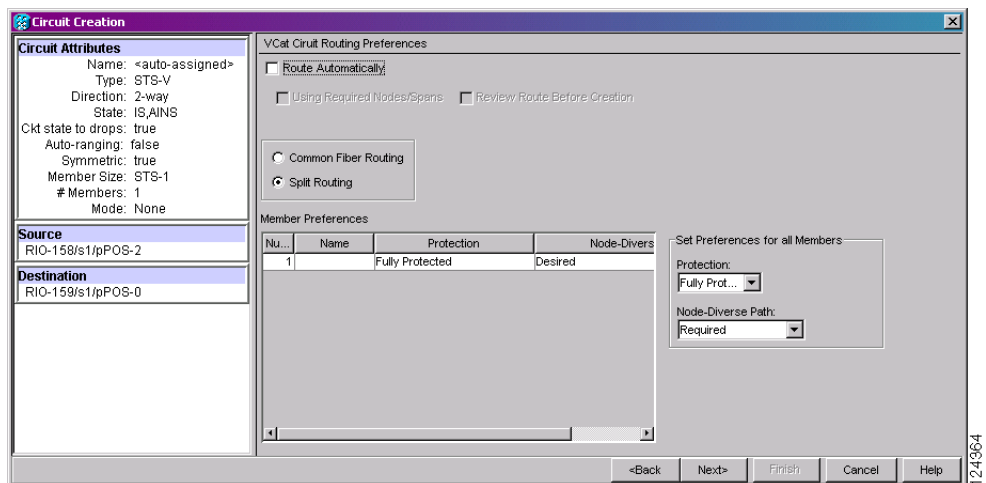 Circuit Creation
Circuit Attributes
Name: <auto-assigned>
Type: STS-V
Direction: 2-way
State: IS,AINS
Ckt state to drops: true
Auto-ranging: false
Symmetric: true
Member Size: STS-1
# Members: 1
Mode: None
Source
RIO-158/s1/pPOS-2
Destination
RIO-159/s1/pPOS-0
VCat Ciruit Routing Preferences
Route Automatically
Using Required Nodes/Spans Review Route Before Creation
Common Fiber Routing
Split Routing
Member Preferences
Nu... Name Protection Node-Divers
1 Fully Protected Desired
Set Preferences for all Members
Protection:
Fully Prot...
Node-Diverse Path:
Required
<Back Next> Finish Cancel Help
124364